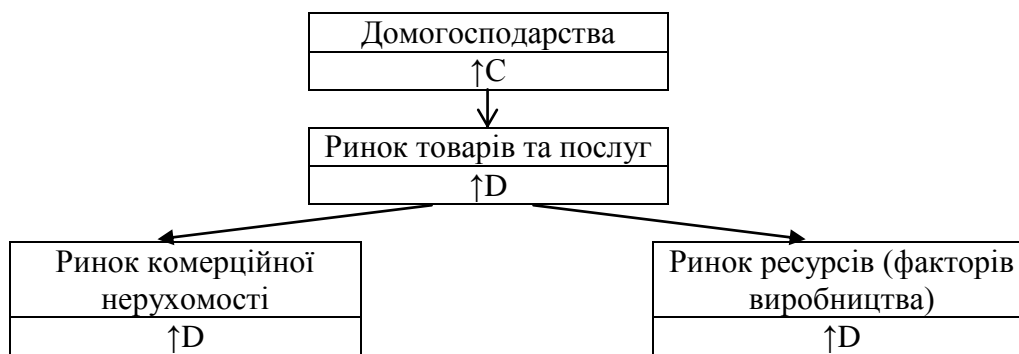 Домогосподарства
↑C
Ринок товарів та послуг
↑D
Ринок комерційної
нерухомості
↑D
Ринок ресурсів (факторів
виробництва)
↑D